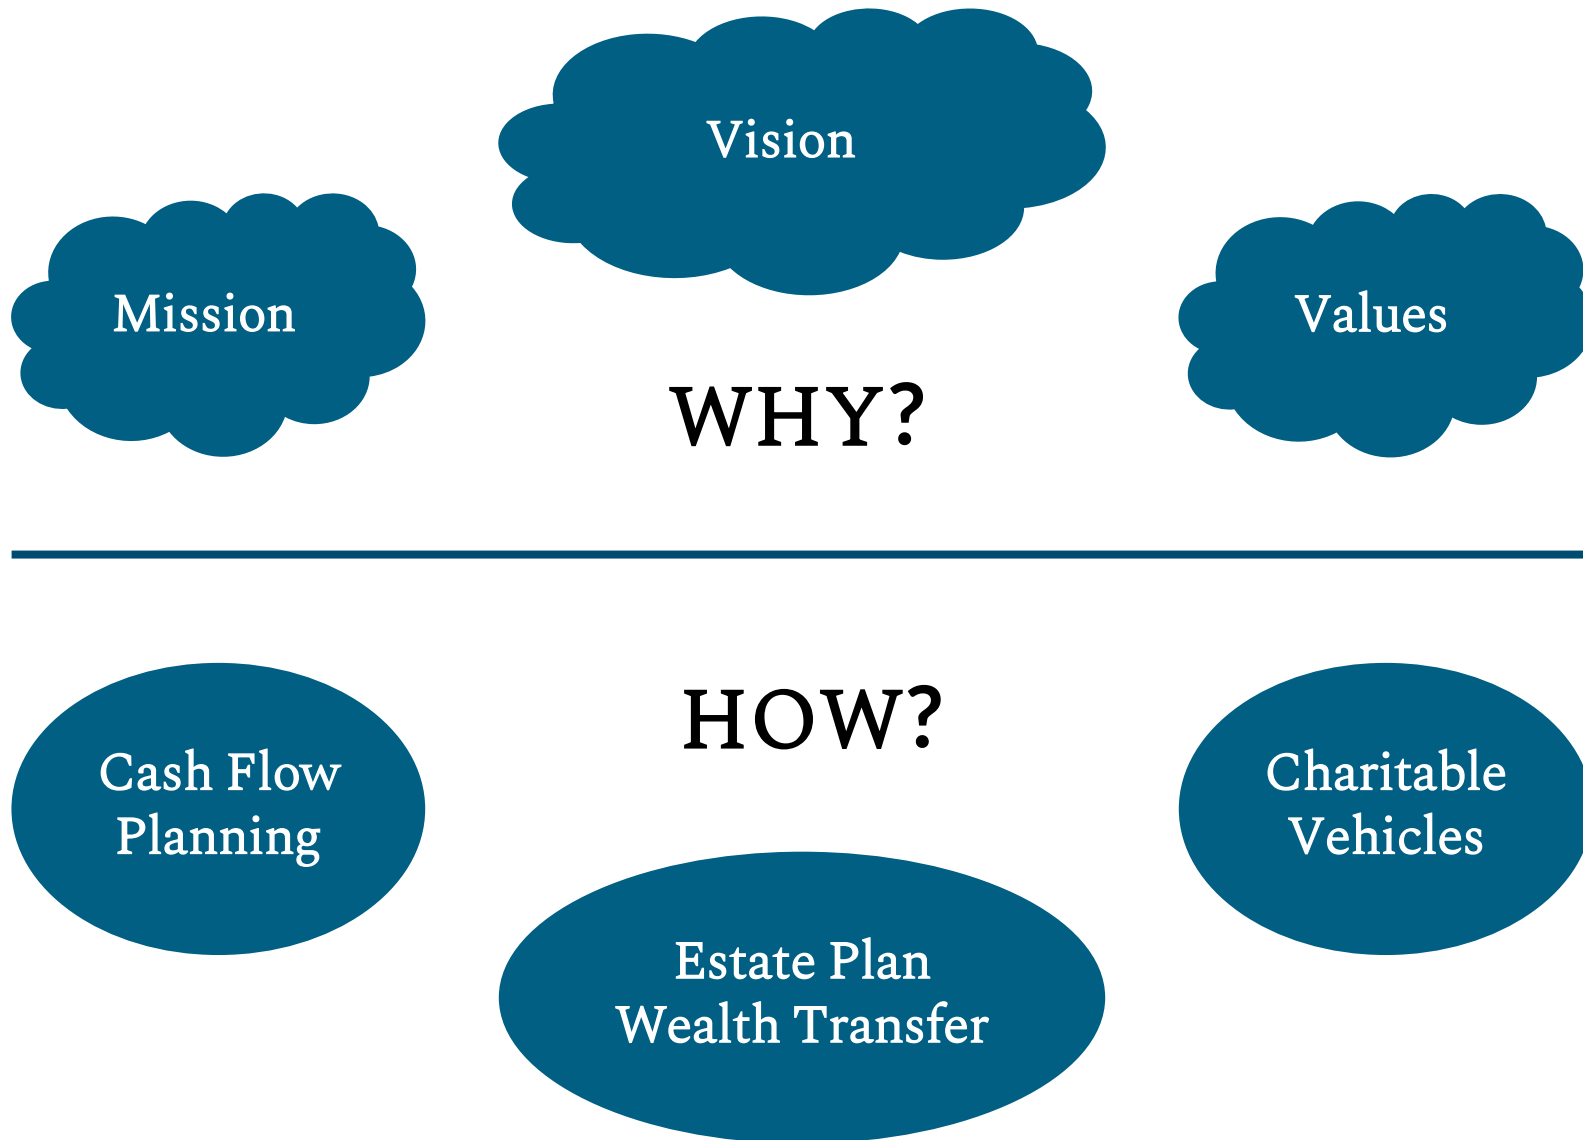 Vision
Mission
Values
WHY?
HOW?
Cash Flow
Planning
Charitable
Vehicles
Estate Plan
Wealth Transfer